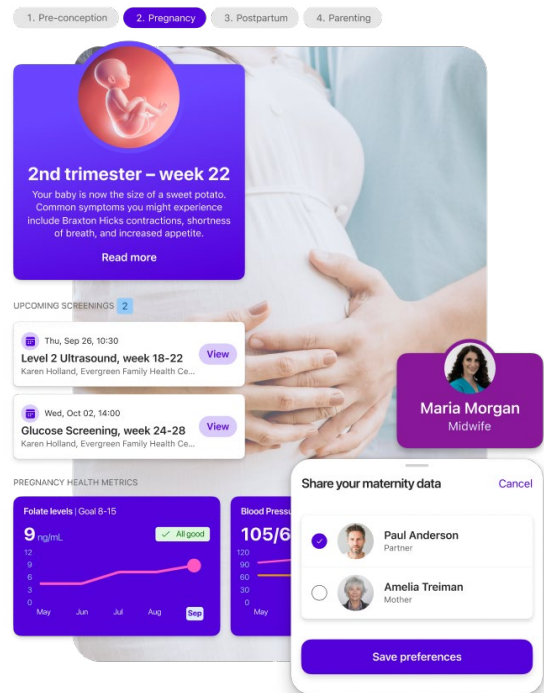 1. Pre-conception
2. Pregnancy
3. Postpartum
4. Parenting
2nd trimester – week 22
Your baby is now the size of a sweet potato.
Common symptoms you might experience
include Braxton Hicks contractions, shortness
of breath, and increased appetite.
Read more
UPCOMING SCREENINGS 2
Thu, Sep 26, 10:30
Level 2 Ultrasound, week 18-22
Karen Holland, Evergreen Family Health Ce...
View
Wed, Oct 02, 14:00
Glucose Screening, week 24-28
Karen Holland, Evergreen Family Health Ce...
View
Maria Morgan
Midwife
PREGNANCY HEALTH METRICS
Folate levels | Goal 8-15
9 ng/mL
All good
12
9
6
3
0
May Jun Jul Aug Sep
Blood Pressu
105/6
120
90
60
30
0
May
Share your maternity data
Cancel
Paul Anderson
Partner
Amelia Treiman
Mother
Save preferences